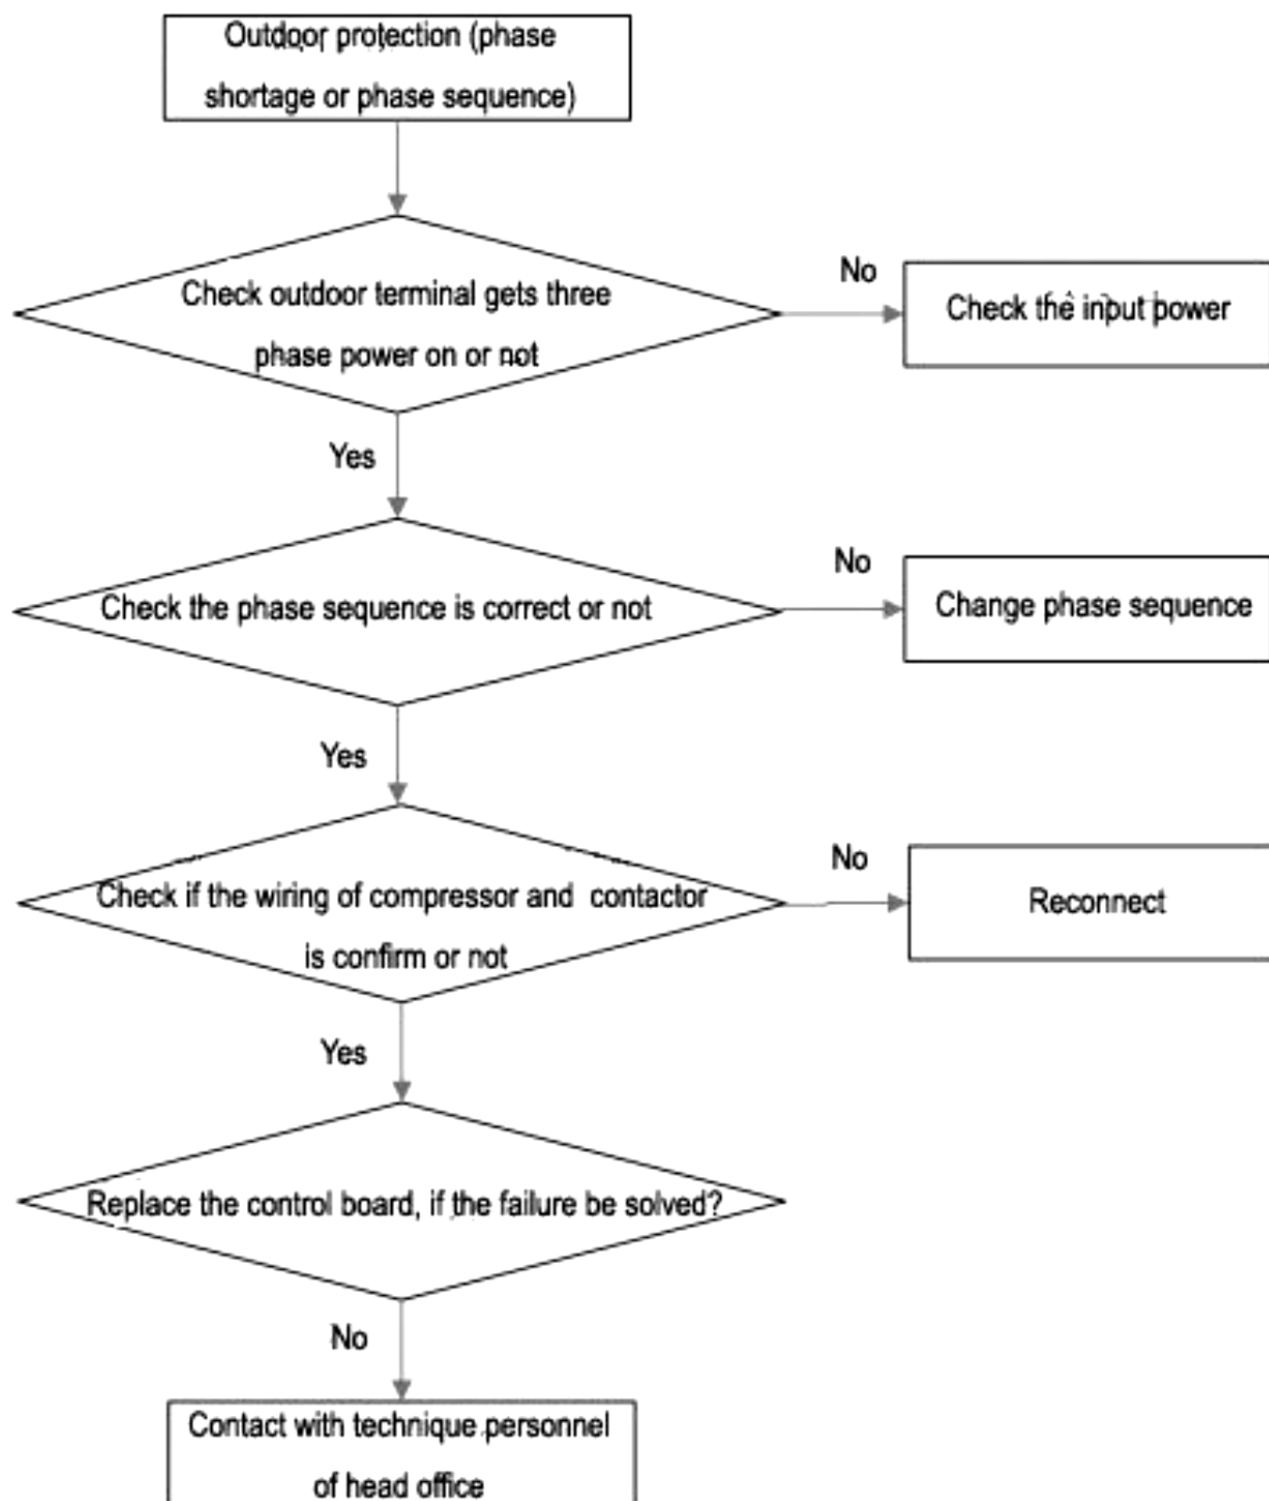 Outdoor protection (phase
shortage or phase sequence)
Check outdoor terminal gets three
phase power on or not
No
Check the input power
Yes
Check the phase sequence is correct or not
No
Change phase sequence
Yes
Check if the wiring of compressor and contactor
is confirm or not
No
Reconnect
Yes
Replace the control board, if the failure be solved?
No
Contact with technique personnel
of head office